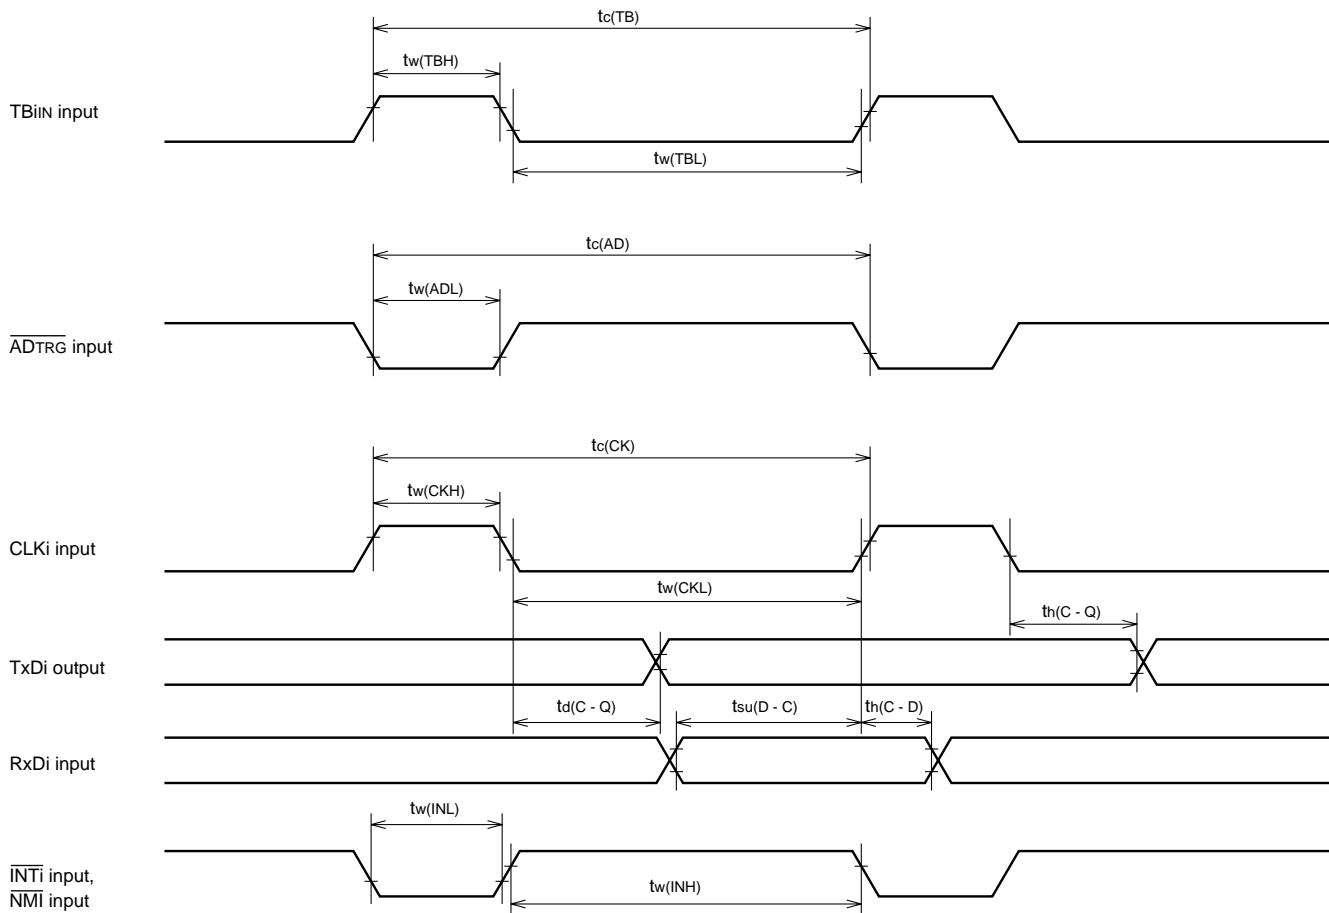 tc(TB)
tw(TBH)
TBiIN input
tw(TBL)
tc(AD)
tw(ADL)
ADTRG input
tc(CK)
tw(CKH)
CLKi input
tw(CKL)
th(C - Q)
TxDi output
td(C - Q)
tsu(D - C)
th(C - D)
RxDi input
tw(INL)
INTi input,
NMI input
tw(INH)